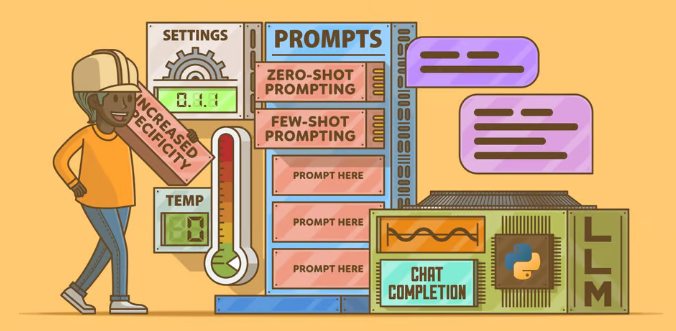 SETTINGS
0.1.1
INCREASED
SPECIFICITY
TEMP
0
PROMPTS
ZERO-SHOT
PROMPTING
FEW-SHOT
PROMPTING
PROMPT HERE
PROMPT HERE
PROMPT HERE
CHAT
COMPLETION
LLM